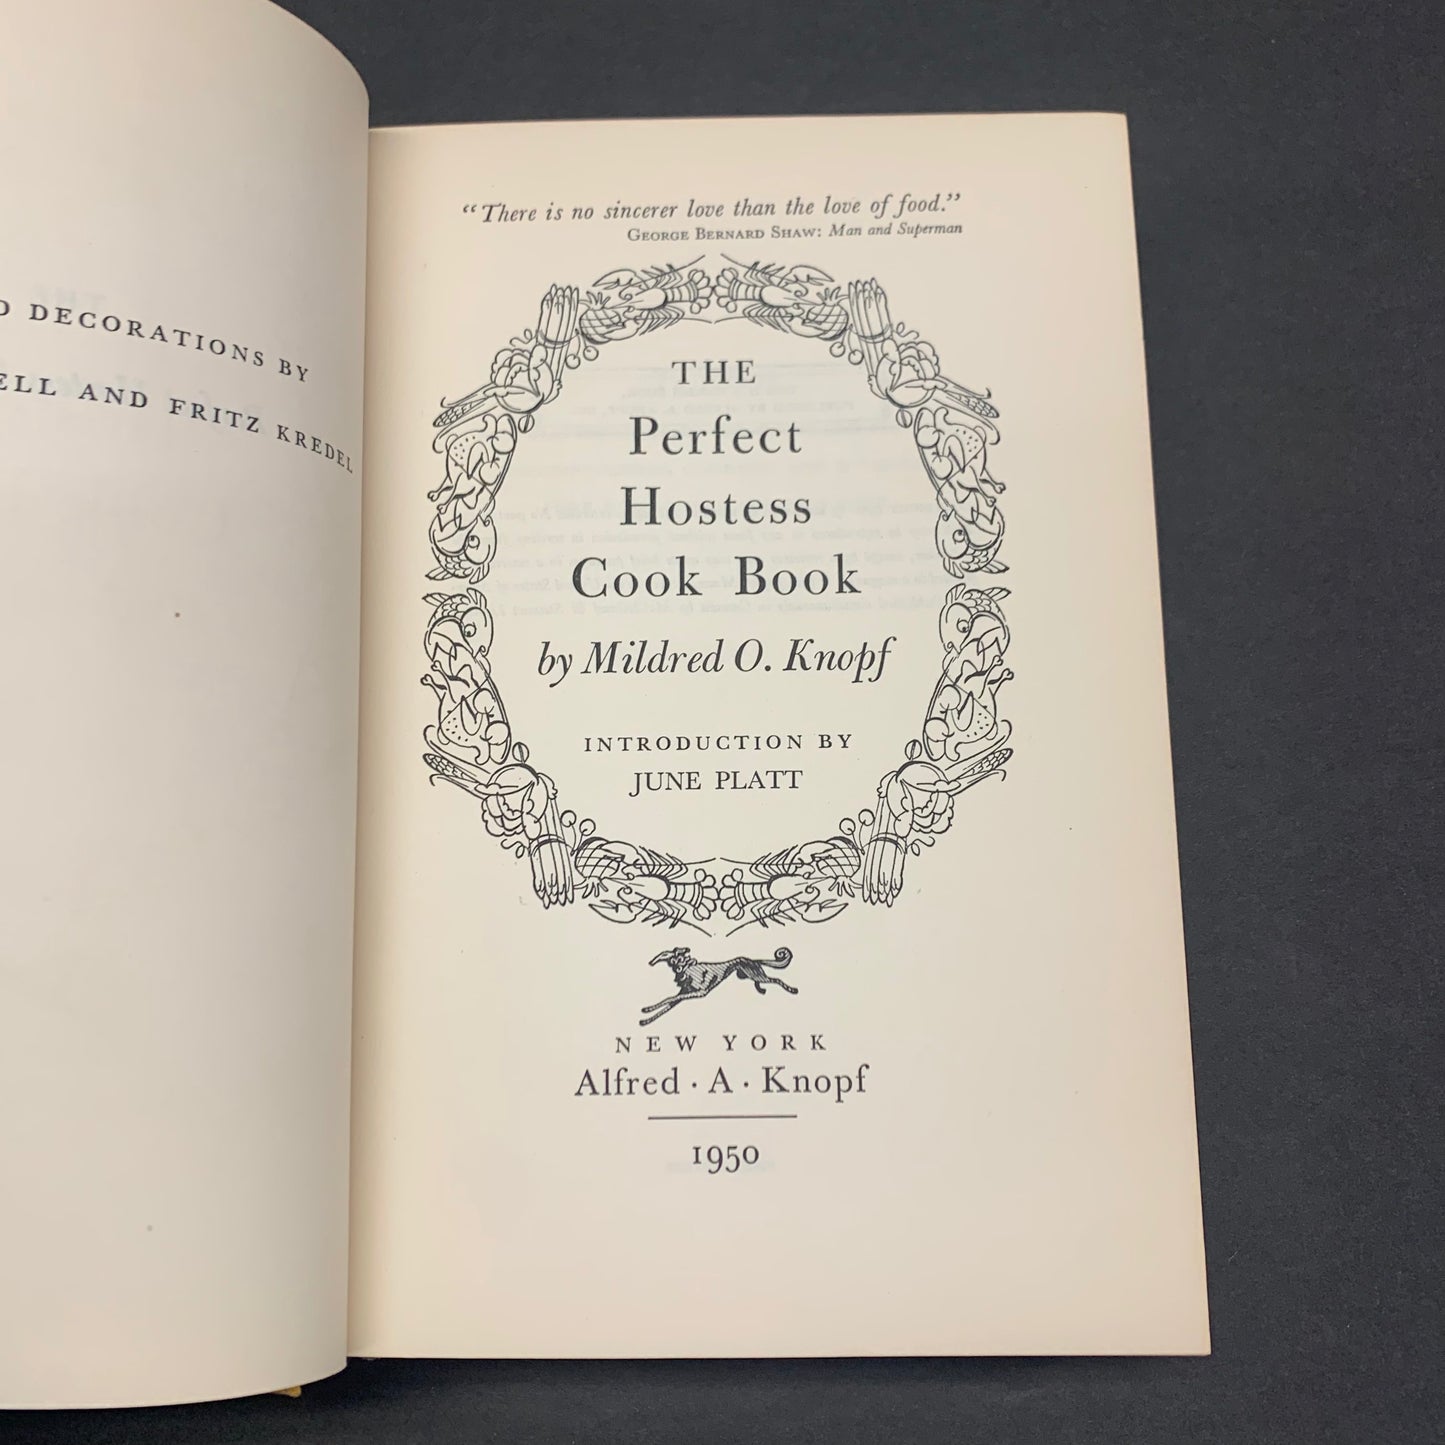 DECORATIONS BY
AND FRITZ KREDEL
“There is no sincerer love than the love of food.”
GEORGE BERNARD SHAW: Man and Superman
THE
Perfect
Hostess
Cook Book
by Mildred O. Knopf
INTRODUCTION BY
JUNE PLATT
NEW YORK
Alfred · A · Knopf
1950